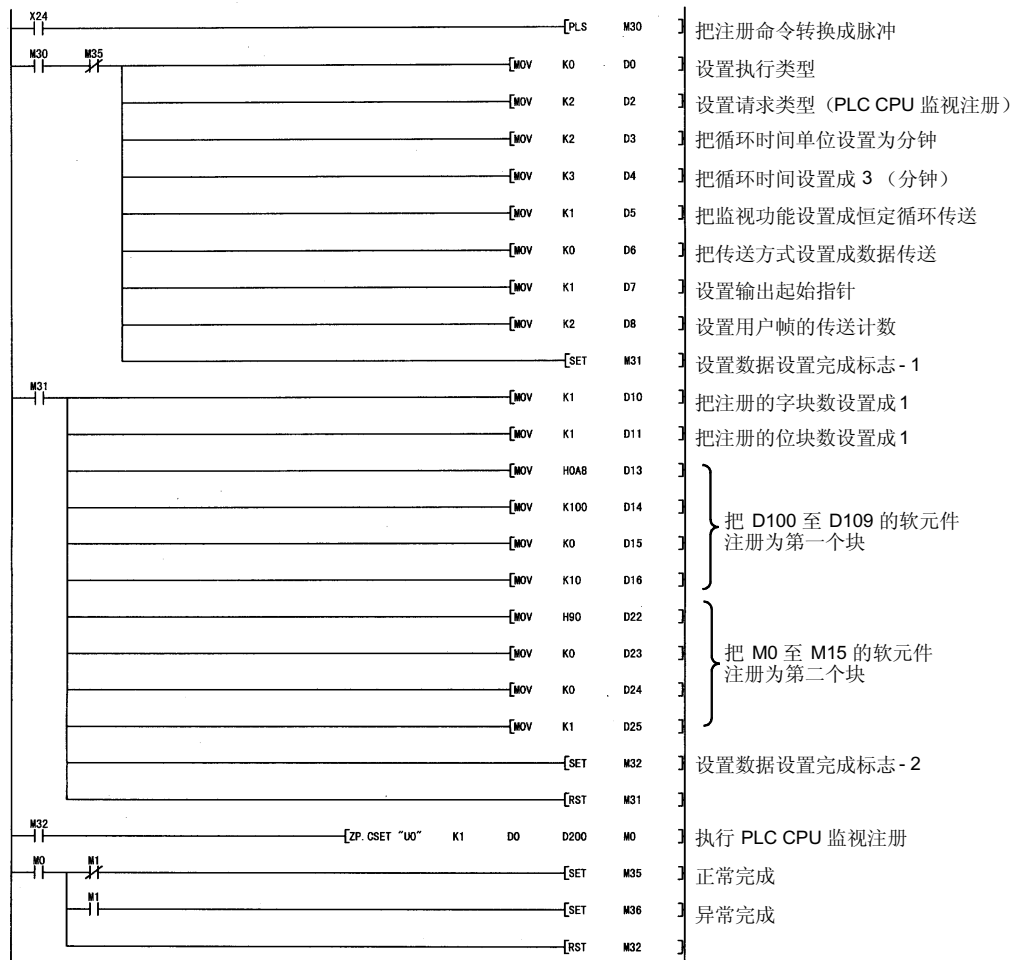 X24 [PLS M30 ] 把注册命令转换成脉冲
M30 M35 [MOV K0 D0 ] 设置执行类型
[MOV K2 D2 ] 设置请求类型（PLC CPU 监视注册）
[MOV K2 D3 ] 把循环时间单位设置为分钟
[MOV K3 D4 ] 把循环时间设置成 3 （分钟）
[MOV K1 D5 ] 把监视功能设置成恒定循环传送
[MOV K0 D6 ] 把传送方式设置成数据传送
[MOV K1 D7 ] 设置输出起始指针
[MOV K2 D8 ] 设置用户帧的传送计数
[SET M31 ] 设置数据设置完成标志- 1
M31 [MOV K1 D10 ] 把注册的字块数设置成1
[MOV K1 D11 ] 把注册的位块数设置成1
[MOV H0A8 D13 ]
[MOV K100 D14 ] 把 D100 至 D109 的软元件
注册为第一个块
[MOV K0 D15 ]
[MOV K10 D16 ]
[MOV H90 D22 ]
[MOV K0 D23 ] 把 M0 至 M15 的软元件
注册为第二个块
[MOV K0 D24 ]
[MOV K1 D25 ]
[SET M32 ] 设置数据设置完成标志- 2
[RST M31 ]
M32 [ZP.CSET "U0" K1 D0 D200 M0 ] 执行 PLC CPU 监视注册
M0 M1 [SET M35 ] 正常完成
M1 [SET M36 ] 异常完成
[RST M32 ]